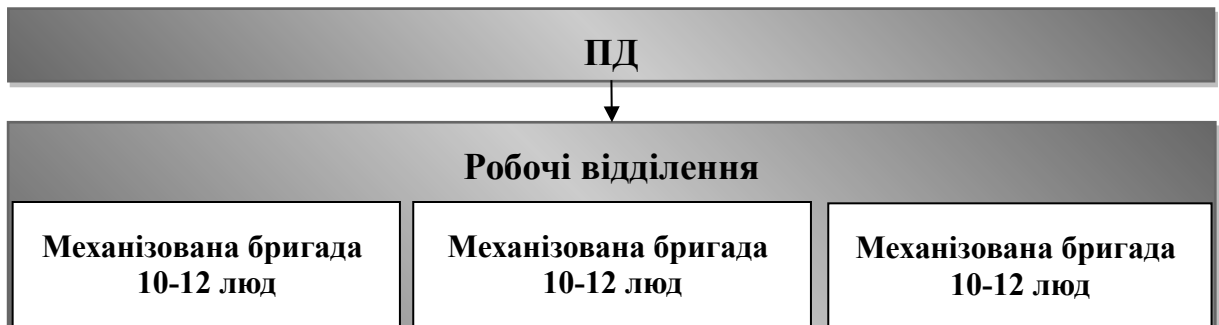 ПД
Робочі відділення
Механізована бригада
10-12 люд
Механізована бригада
10-12 люд
Механізована бригада
10-12 люд